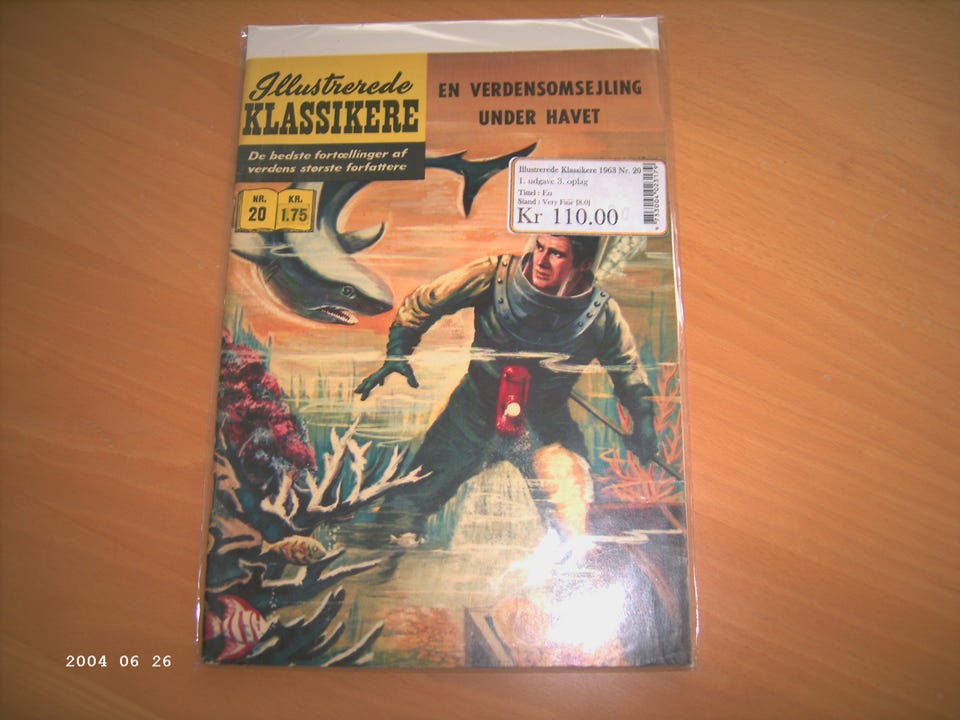 Illustrerede
KLASSIKERE
De bedste fortællinger af
verdens største forfattere
NR.
20
KR.
1.75
EN VERDENSOMSEJLING
UNDER HAVET
Illustrerede Klassikere 1963 Nr. 20
1. udgave 3. oplag
Tittel : En
Stand : Very Fine [8.0]
Kr 110.00
2004 06 26